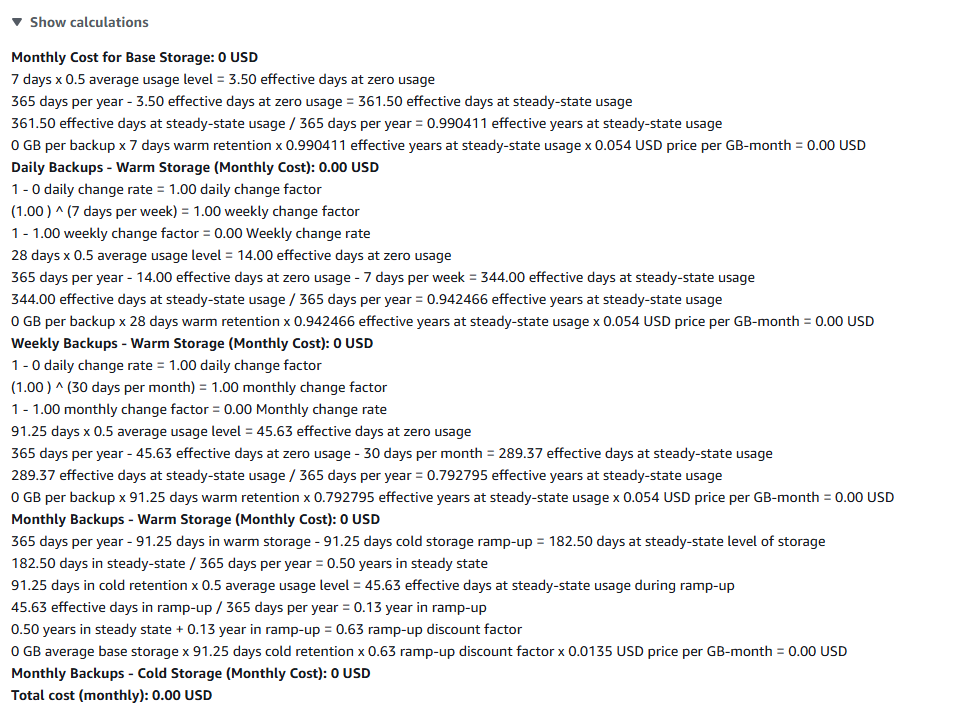 ▼ Show calculations
Monthly Cost for Base Storage: 0 USD
7 days x 0.5 average usage level = 3.50 effective days at zero usage
365 days per year - 3.50 effective days at zero usage = 361.50 effective days at steady-state usage
361.50 effective days at steady-state usage / 365 days per year = 0.990411 effective years at steady-state usage
0 GB per backup x 7 days warm retention x 0.990411 effective years at steady-state usage x 0.054 USD price per GB-month = 0.00 USD
Daily Backups - Warm Storage (Monthly Cost): 0.00 USD
1 - 0 daily change rate = 1.00 daily change factor
(1.00 ) ^ (7 days per week) = 1.00 weekly change factor
1 - 1.00 weekly change factor = 0.00 Weekly change rate
28 days x 0.5 average usage level = 14.00 effective days at zero usage
365 days per year - 14.00 effective days at zero usage - 7 days per week = 344.00 effective days at steady-state usage
344.00 effective days at steady-state usage / 365 days per year = 0.942466 effective years at steady-state usage
0 GB per backup x 28 days warm retention x 0.942466 effective years at steady-state usage x 0.054 USD price per GB-month = 0.00 USD
Weekly Backups - Warm Storage (Monthly Cost): 0 USD
1 - 0 daily change rate = 1.00 daily change factor
(1.00 ) ^ (30 days per month) = 1.00 monthly change factor
1 - 1.00 monthly change factor = 0.00 Monthly change rate
91.25 days x 0.5 average usage level = 45.63 effective days at zero usage
365 days per year - 45.63 effective days at zero usage - 30 days per month = 289.37 effective days at steady-state usage
289.37 effective days at steady-state usage / 365 days per year = 0.792795 effective years at steady-state usage
0 GB per backup x 91.25 days warm retention x 0.792795 effective years at steady-state usage x 0.054 USD price per GB-month = 0.00 USD
Monthly Backups - Warm Storage (Monthly Cost): 0 USD
365 days per year - 91.25 days in warm storage - 91.25 days cold storage ramp-up = 182.50 days at steady-state level of storage
182.50 days in steady-state / 365 days per year = 0.50 years in steady state
91.25 days in cold retention x 0.5 average usage level = 45.63 effective days at steady-state usage during ramp-up
45.63 effective days in ramp-up / 365 days per year = 0.13 year in ramp-up
0.50 years in steady state + 0.13 year in ramp-up = 0.63 ramp-up discount factor
0 GB average base storage x 91.25 days cold retention x 0.63 ramp-up discount factor x 0.0135 USD price per GB-month = 0.00 USD
Monthly Backups - Cold Storage (Monthly Cost): 0 USD
Total cost (monthly): 0.00 USD